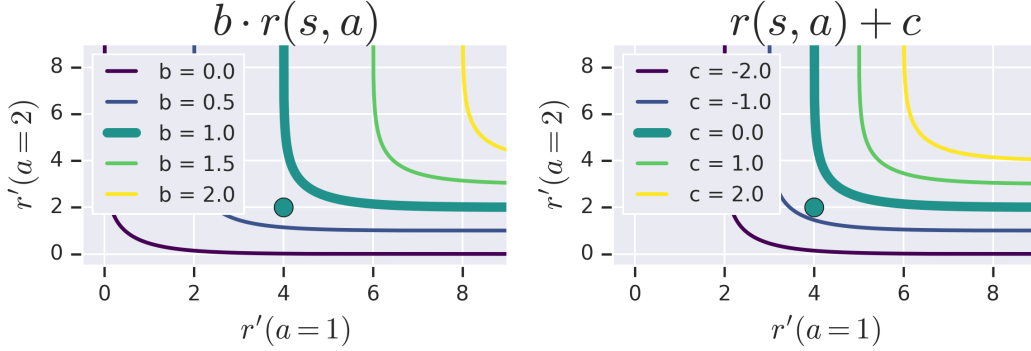 b · r(s, a)
8
6
4
2
0
r′(a = 2)
b = 0.0
b = 0.5
b = 1.0
b = 1.5
b = 2.0
0 2 4 6 8
r′(a = 1)
r(s, a) + c
8
6
4
2
0
r′(a = 2)
c = -2.0
c = -1.0
c = 0.0
c = 1.0
c = 2.0
0 2 4 6 8
r′(a = 1)